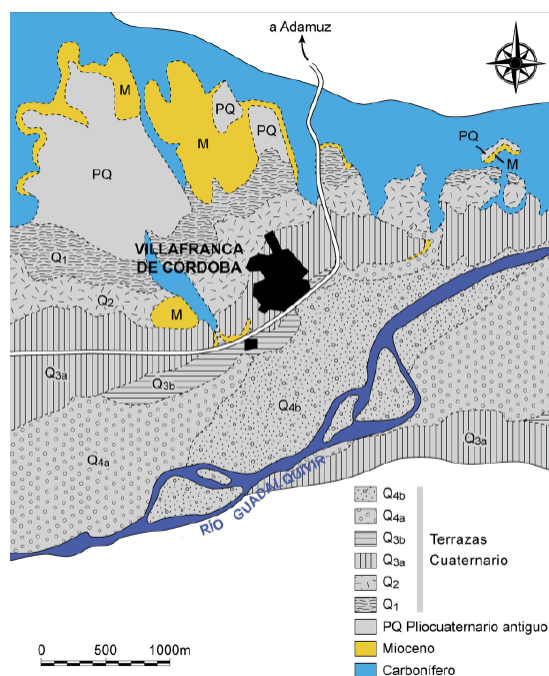 a Adamuz
M
PQ
M
PQ
PQ
M
PQ
VILLAFRANCA
DE CÓRDOBA
Q1
Q2
M
Q3a
Q3b
Q4b
Q4a
Q3a
RÍO GUADALQUIVIR
Q4b
Q4a
Q3b
Q3a
Q2
Q1
Terrazas
Cuaternario
PQ Pliocuaternario antiguo
Mioceno
Carbonífero
0 500 1000m